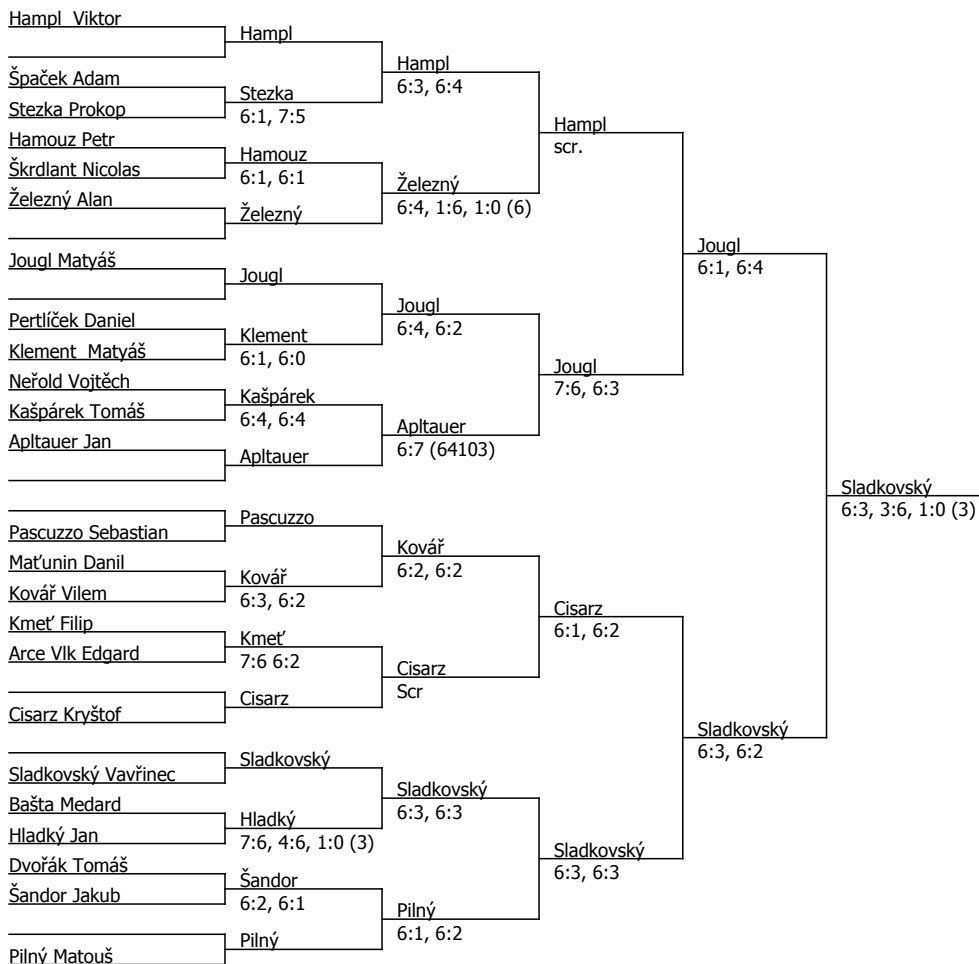 Hampl  Viktor
Špaček Adam
Stezka Prokop
Hamouz Petr
Škrdlant Nicolas
Železný Alan
Jougl Matyáš
Pertlíček Daniel
Klement  Matyáš
Neřold Vojtěch
Kašpárek Tomáš
Apltauer Jan
Pascuzzo Sebastian
Maťunin Danil
Kovář Vilem
Kmeť Filip
Arce Vlk Edgard
Cisarz Kryštof
Sladkovský Vavřinec
Bašta Medard
Hladký Jan
Dvořák Tomáš
Šandor Jakub
Pilný Matouš
Hampl
Stezka
6:1, 7:5
Hamouz
6:1, 6:1
Železný
Jougl
Klement
6:1, 6:0
Kašpárek
6:4, 6:4
Apltauer
Pascuzzo
Kovář
6:3, 6:2
Kmeť
7:6 6:2
Cisarz
Sladkovský
Hladký
7:6, 4:6, 1:0 (3)
Šandor
6:2, 6:1
Pilný
Hampl
6:3, 6:4
Železný
6:4, 1:6, 1:0 (6)
Jougl
6:4, 6:2
Apltauer
6:7 (64103)
Kovář
6:2, 6:2
Cisarz
Scr
Sladkovský
6:3, 6:3
Pilný
6:1, 6:2
Hampl
scr.
Jougl
7:6, 6:3
Cisarz
6:1, 6:2
Sladkovský
6:3, 6:3
Jougl
6:1, 6:4
Sladkovský
6:3, 6:2
Sladkovský
6:3, 3:6, 1:0 (3)